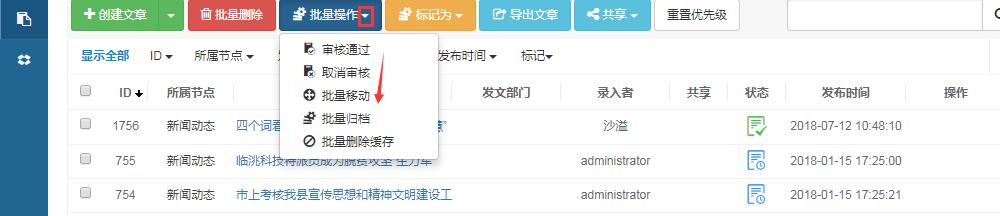 创建文章 批量删除 批量操作 标记为 导出文章 共享 重置优先级
显示全部 ID 所属节点 发布时间 标记
审核通过
取消审核
批量移动
批量归档
批量删除缓存
ID 所属节点 发文部门 录入者 共享 状态 发布时间 操作
1756 新闻动态 四个词看 沙溢 2018-07-12 10:48:10
755 新闻动态 临洮科技特派员成为脱贫攻坚“生力军” administrator 2018-01-15 17:25:00
754 新闻动态 市上考核我县宣传思想和精神文明建设工 administrator 2018-01-15 17:25:21